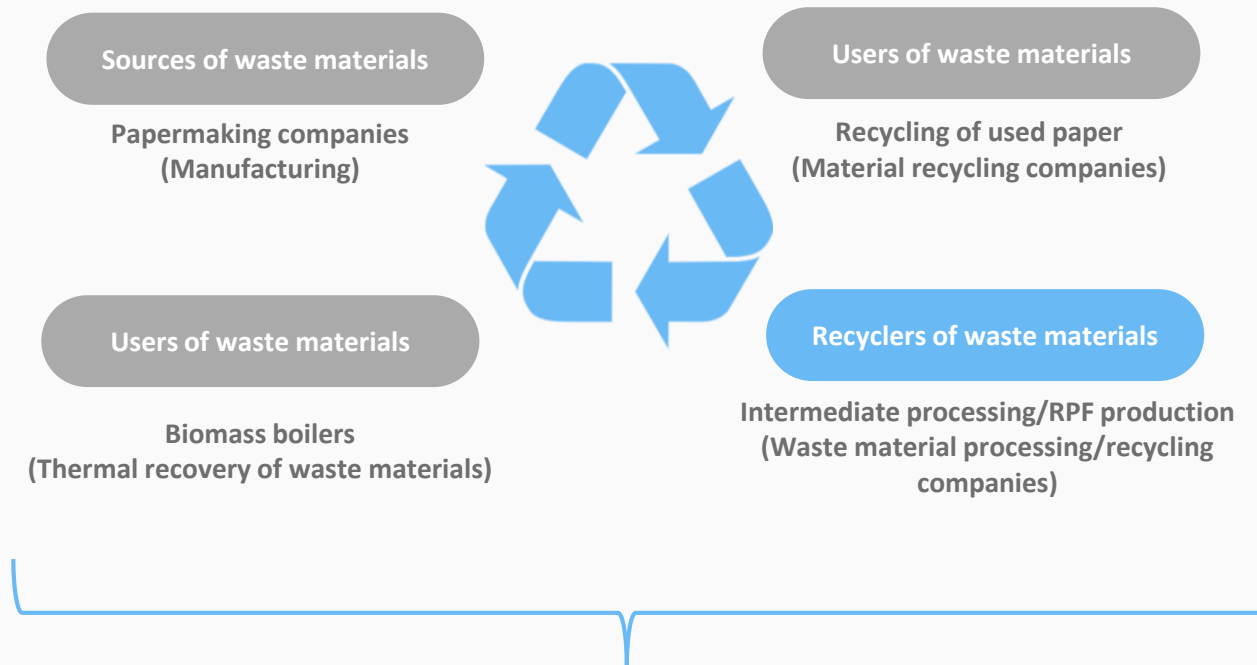 Sources of waste materials
Papermaking companies
(Manufacturing)
Users of waste materials
Recycling of used paper
(Material recycling companies)
Users of waste materials
Biomass boilers
(Thermal recovery of waste materials)
Recyclers of waste materials
Intermediate processing/RPF production
(Waste material processing/recycling
companies)